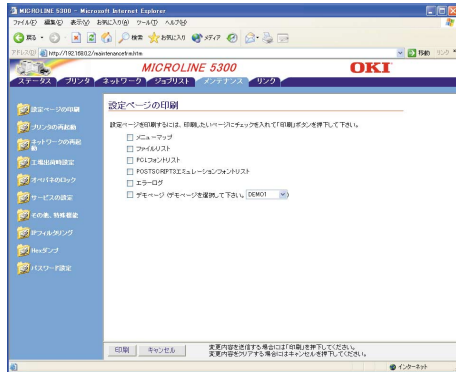 MICROLINE 5300 - Microsoft Internet Explorer
ファイル(F) 編集(E) 表示(V) お気に入り(A) ツール(T) ヘルプ(H)
戻る 検索 お気に入り メディア
アドレス(D) http://192.168.0.2/maintenancefrm.htm 移動 リンク
MICROLINE 5300 OKI
ステータス プリンタ ネットワーク ジョブリスト メンテナンス リンク
設定ページの印刷
プリンタの再起動
ネットワークの再起動
工場出荷時設定
オペパネのロック
サービスの設定
その他、特殊機能
IPフィルタリング
Hexダンプ
パスワード設定
設定ページの印刷
設定ページを印刷するには、印刷したいページにチェックを入れて「印刷」ボタンを押下して下さい。
メニューマップ
ファイルリスト
PCLフォントリスト
POSTSCRIPT3エミュレーションフォントリスト
エラーログ
デモページ (デモページを選択して下さい。 DEMO1
印刷 キャンセル
変更内容を送信する場合には「印刷」を押下してください。
変更内容をクリアする場合にはキャンセルを押下してください。
インターネット